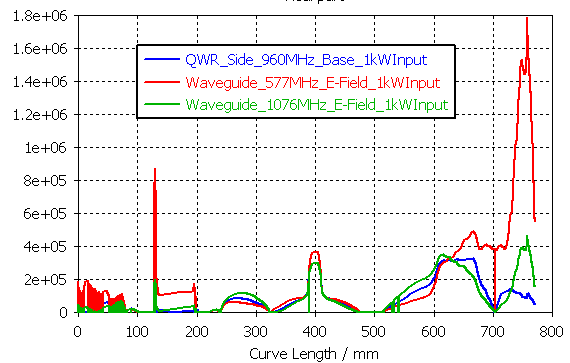 1.8e+06
1.6e+06
1.4e+06
1.2e+06
1e+06
8e+05
6e+05
4e+05
2e+05
0
QWR_Side_960MHz_Base_1kWInput
Waveguide_577MHz_E-Field_1kWInput
Waveguide_1076MHz_E-Field_1kWInput
0 100 200 300 400 500 600 700 800
Curve Length / mm